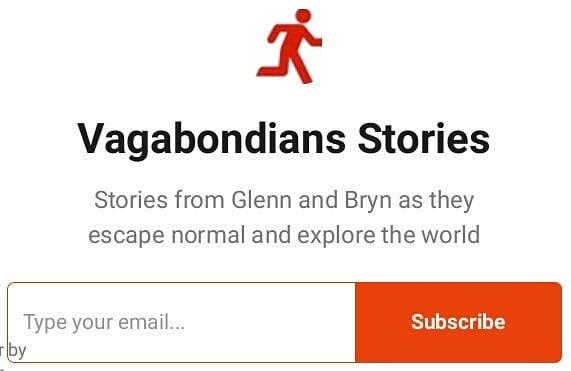 Vagabondians Stories
Stories from Glenn and Bryn as they
escape normal and explore the world
Type your email...
Subscribe
by